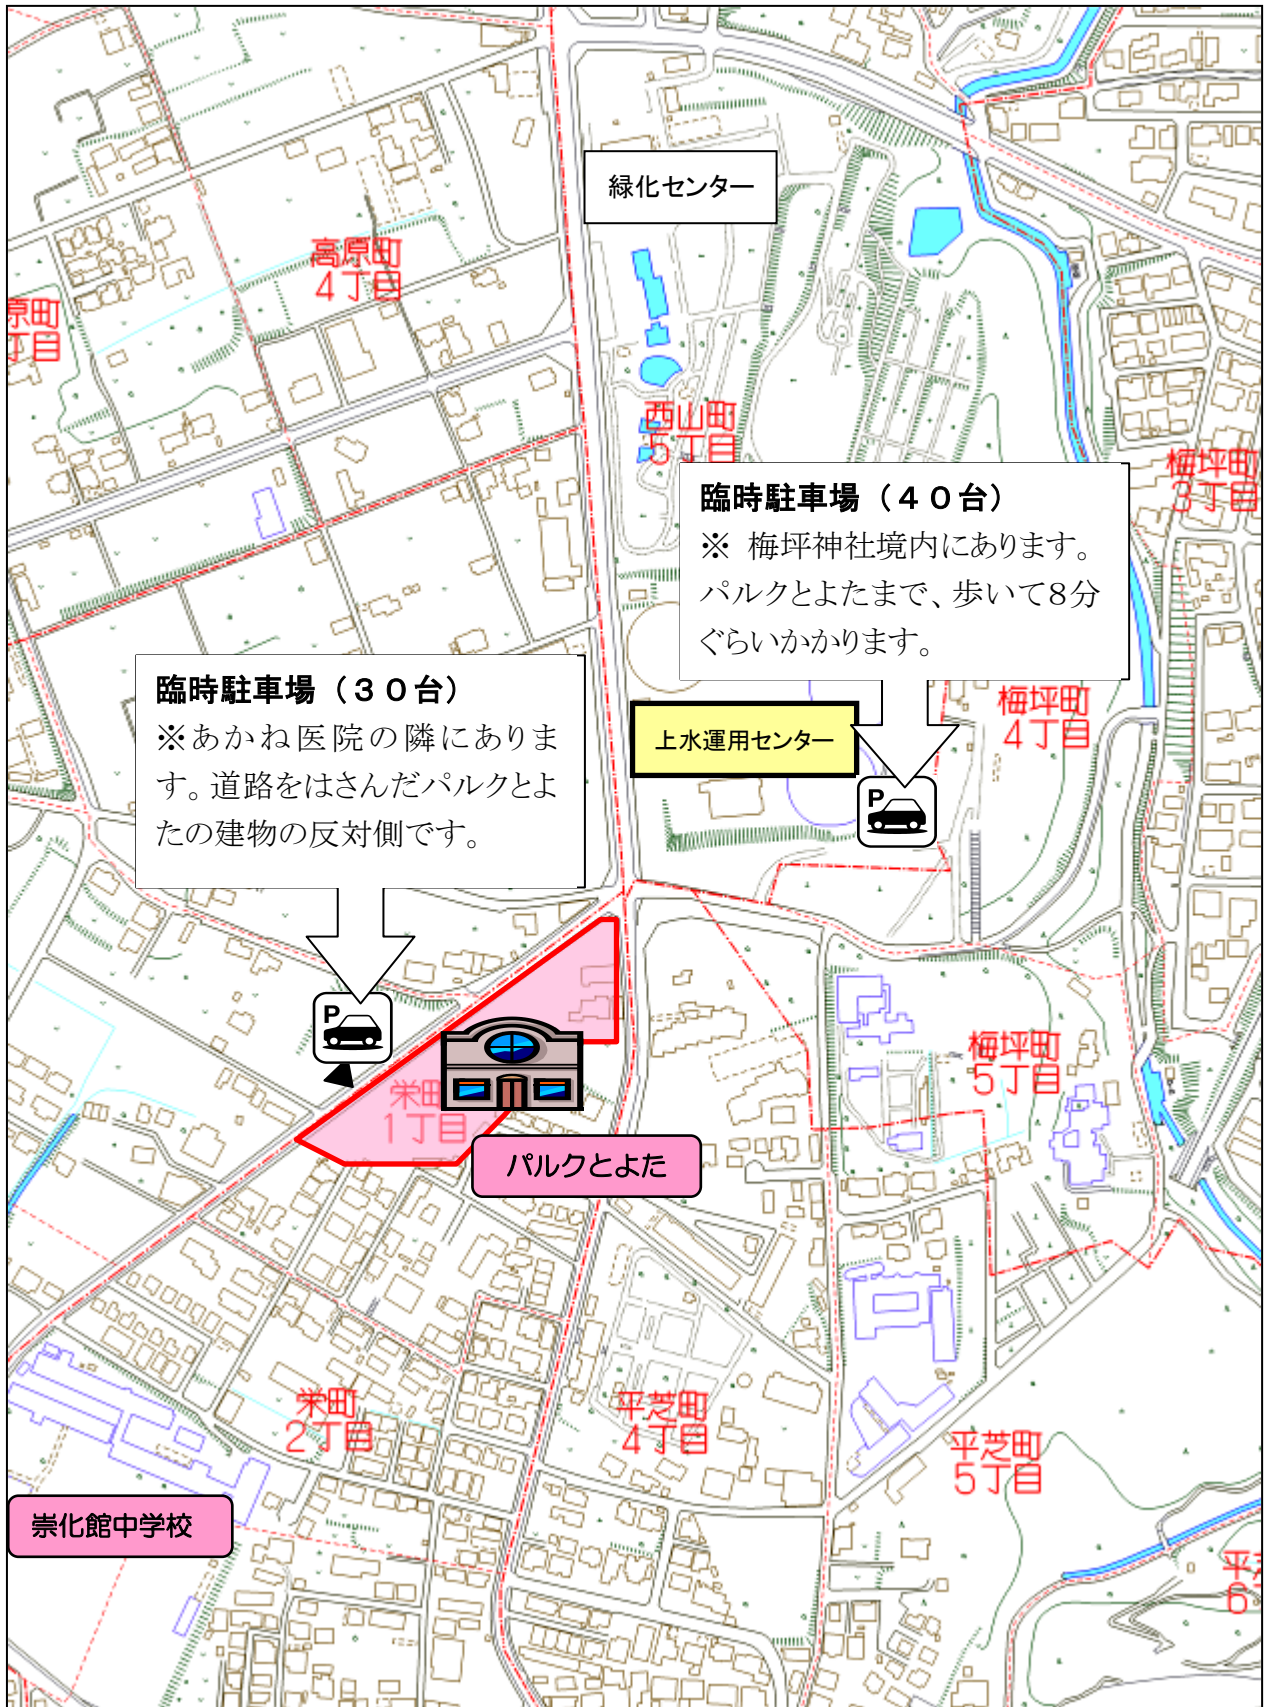 緑化センター
高原町
4丁目
原町
丁目
西山町
5丁目
梅坪町
3丁目
臨時駐車場（４０台）
※ 梅坪神社境内にあります。
パルクとよたまで、歩いて8分
ぐらいかかります。
臨時駐車場（３０台）
※あかね医院の隣にありま
す。道路をはさんだパルクとよ
たの建物の反対側です。
梅坪町
4丁目
上水運用センター
P
P
梅坪町
5丁目
栄町
1丁目
パルクとよた
栄町
2丁目
平芝町
4丁目
平芝町
5丁目
崇化館中学校
平
6